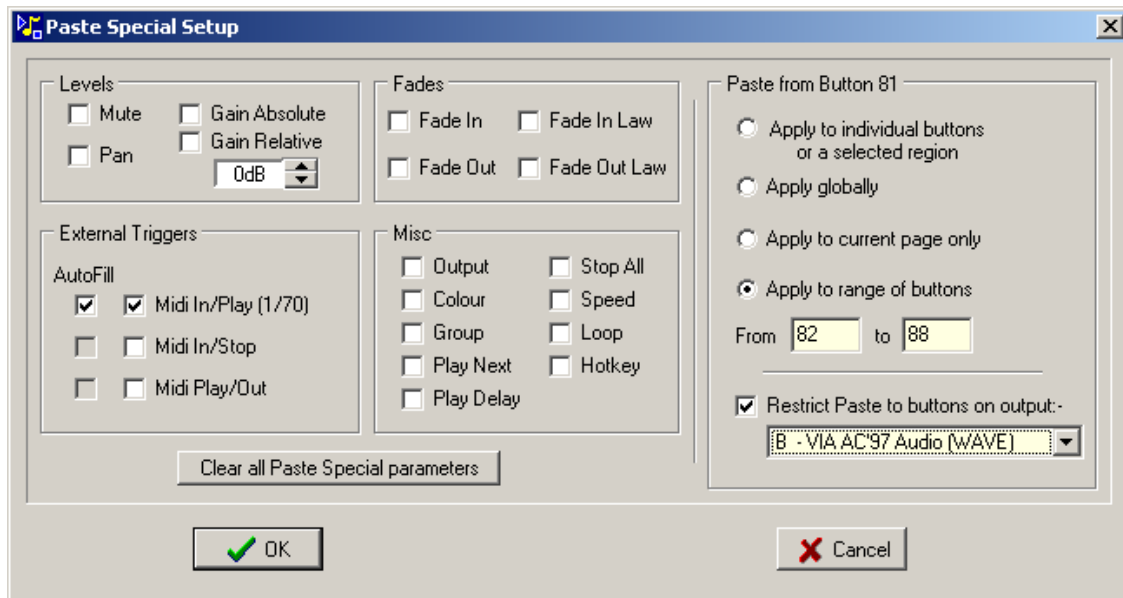 Paste Special Setup
Levels
Mute
Gain Absolute
Gain Relative
Pan
0dB
Fades
Fade In
Fade In Law
Fade Out
Fade Out Law
External Triggers
AutoFill
Midi In/Play (1/70)
Midi In/Stop
Midi Play/Out
Misc
Output
Stop All
Colour
Speed
Group
Loop
Play Next
Hotkey
Play Delay
Clear all Paste Special parameters
Paste from Button 81
Apply to individual buttons
or a selected region
Apply globally
Apply to current page only
Apply to range of buttons
From 82 to 88
Restrict Paste to buttons on output:-
B - VIA AC'97 Audio (WAVE)
OK
Cancel